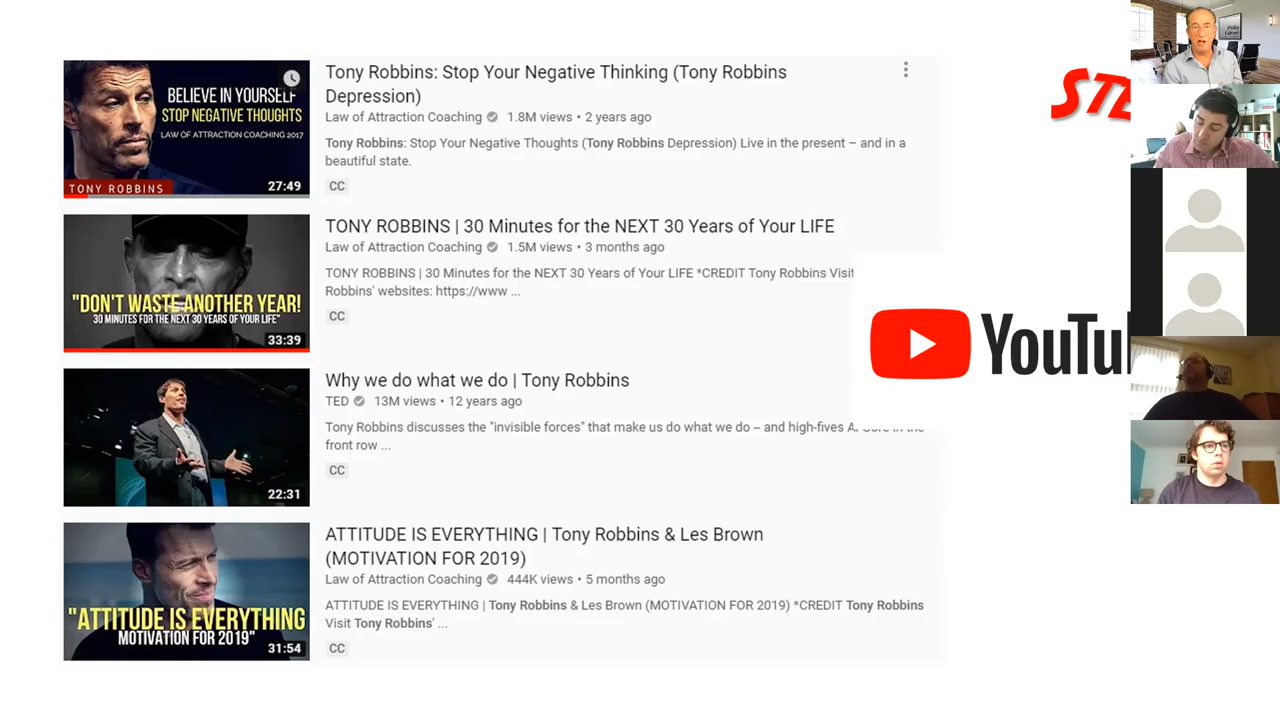 BELIEVE IN YOURSELF
STOP NEGATIVE THOUGHTS
LAW OF ATTRACTION COACHING 2017
TONY ROBBINS
27:49
Tony Robbins: Stop Your Negative Thinking (Tony Robbins
Depression)
Law of Attraction Coaching 1.8M views • 2 years ago
Tony Robbins: Stop Your Negative Thoughts (Tony Robbins Depression) Live in the present – and in a
beautiful state.
CC
"DON'T WASTE ANOTHER YEAR!
30 MINUTES FOR THE NEXT 30 YEARS OF YOUR LIFE"
33:39
TONY ROBBINS | 30 Minutes for the NEXT 30 Years of Your LIFE
Law of Attraction Coaching 1.5M views • 3 months ago
TONY ROBBINS | 30 Minutes for the NEXT 30 Years of Your LIFE *CREDIT Tony Robbins Visit
Robbins' websites: https://www ...
CC
22:31
Why we do what we do | Tony Robbins
TED 13M views • 12 years ago
Tony Robbins discusses the "invisible forces" that make us do what we do – and high-fives
front row ...
CC
"ATTITUDE IS EVERYTHING
MOTIVATION FOR 2019"
31:54
ATTITUDE IS EVERYTHING | Tony Robbins & Les Brown
(MOTIVATION FOR 2019)
Law of Attraction Coaching 444K views • 5 months ago
ATTITUDE IS EVERYTHING | Tony Robbins & Les Brown (MOTIVATION FOR 2019) *CREDIT Tony Robbins
Visit Tony Robbins' ...
CC
STE
YouTu